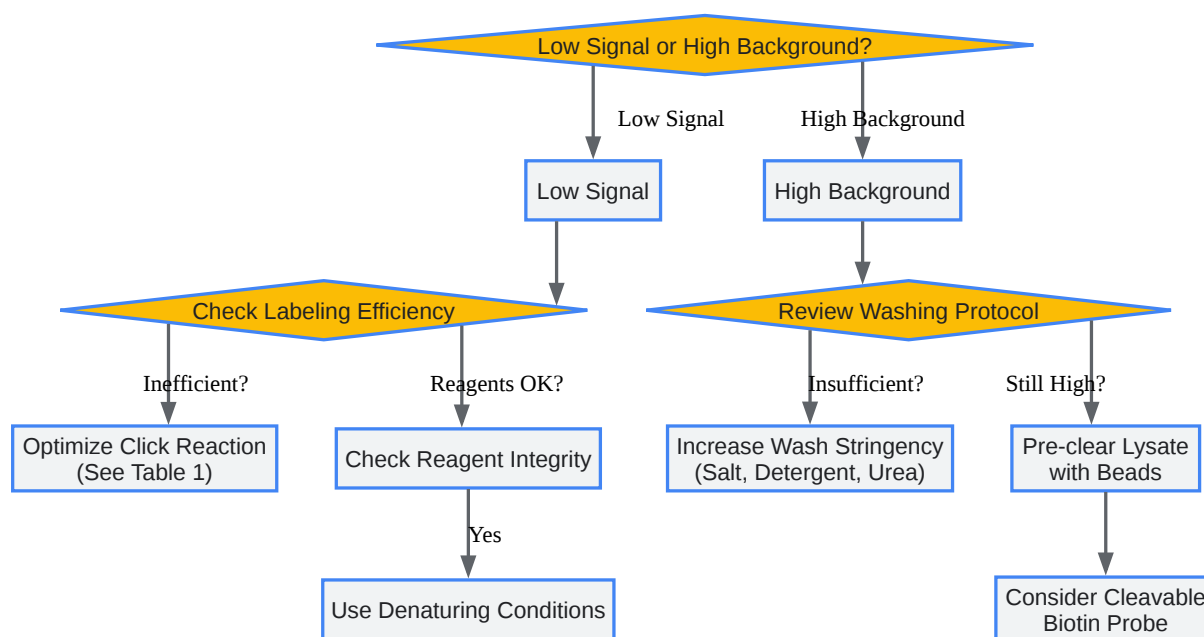 Low Signal or High Background?
Low Signal
High Background
Low Signal
High Background
Check Labeling Efficiency
Review Washing Protocol
Inefficient?
Reagents OK?
Insufficient?
Still High?
Optimize Click Reaction
(See Table 1)
Check Reagent Integrity
Increase Wash Stringency
(Salt, Detergent, Urea)
Pre-clear Lysate
with Beads
Yes
Use Denaturing Conditions
Consider Cleavable
Biotin Probe